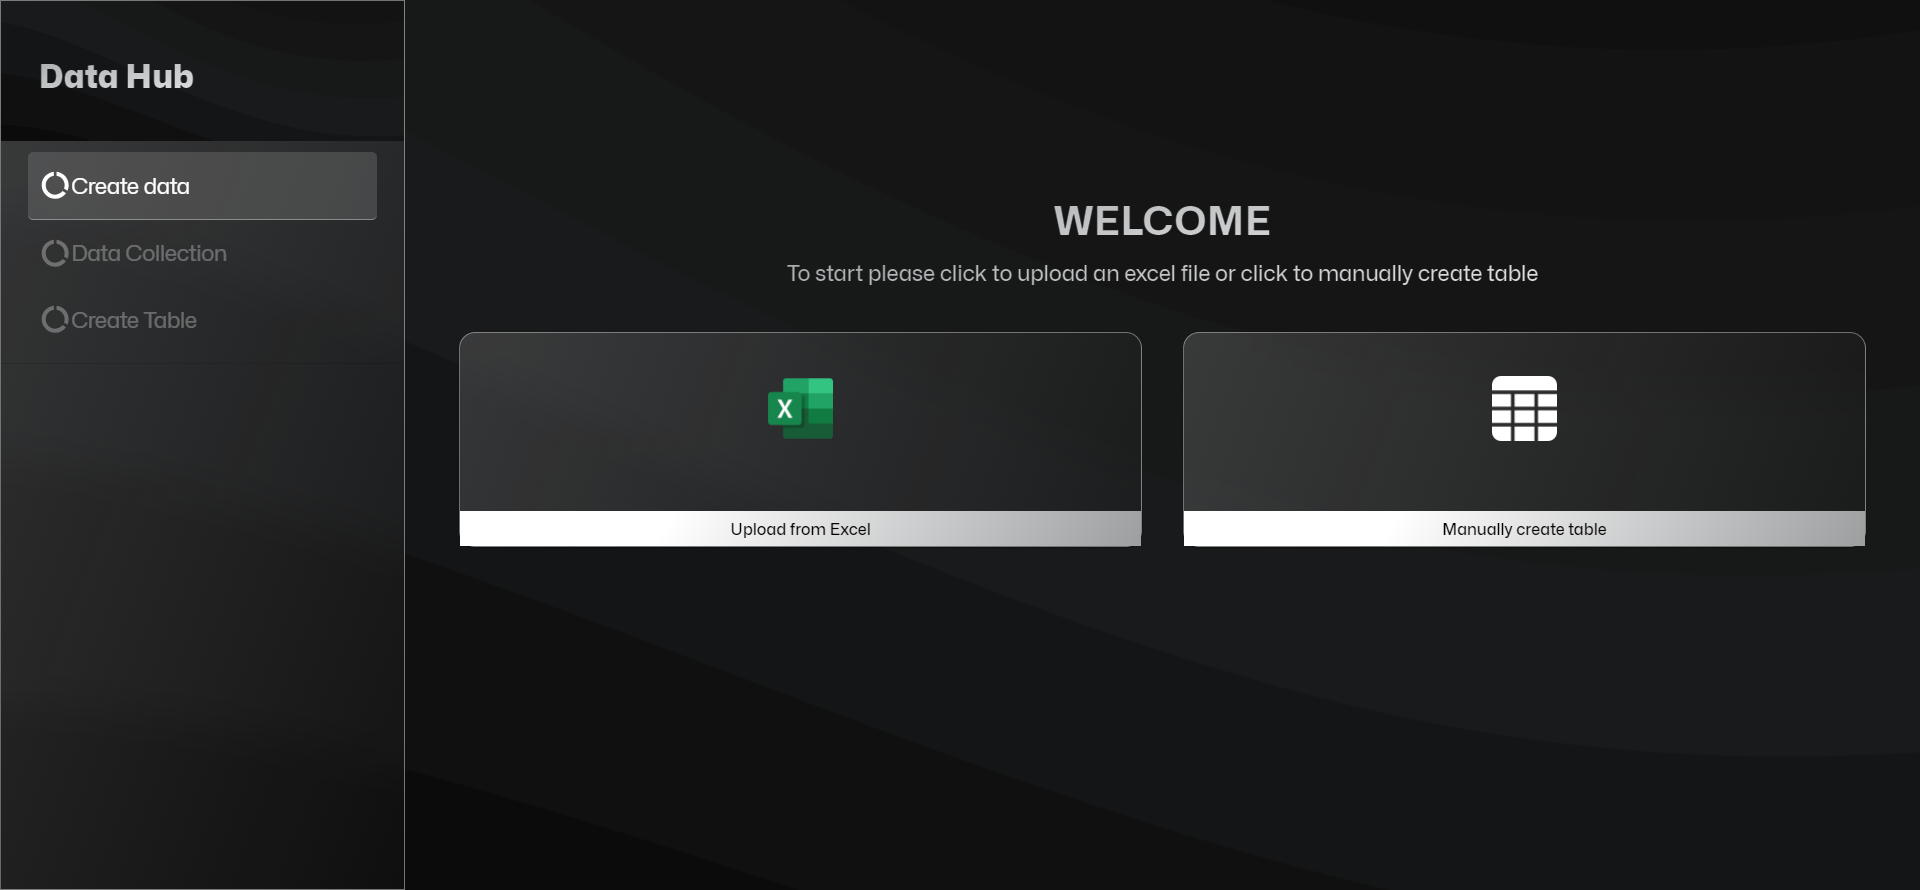 Data Hub
Create data
Data Collection
Create Table
WELCOME
To start please click to upload an excel file or click to manually create table
X
Upload from Excel
Manually create table